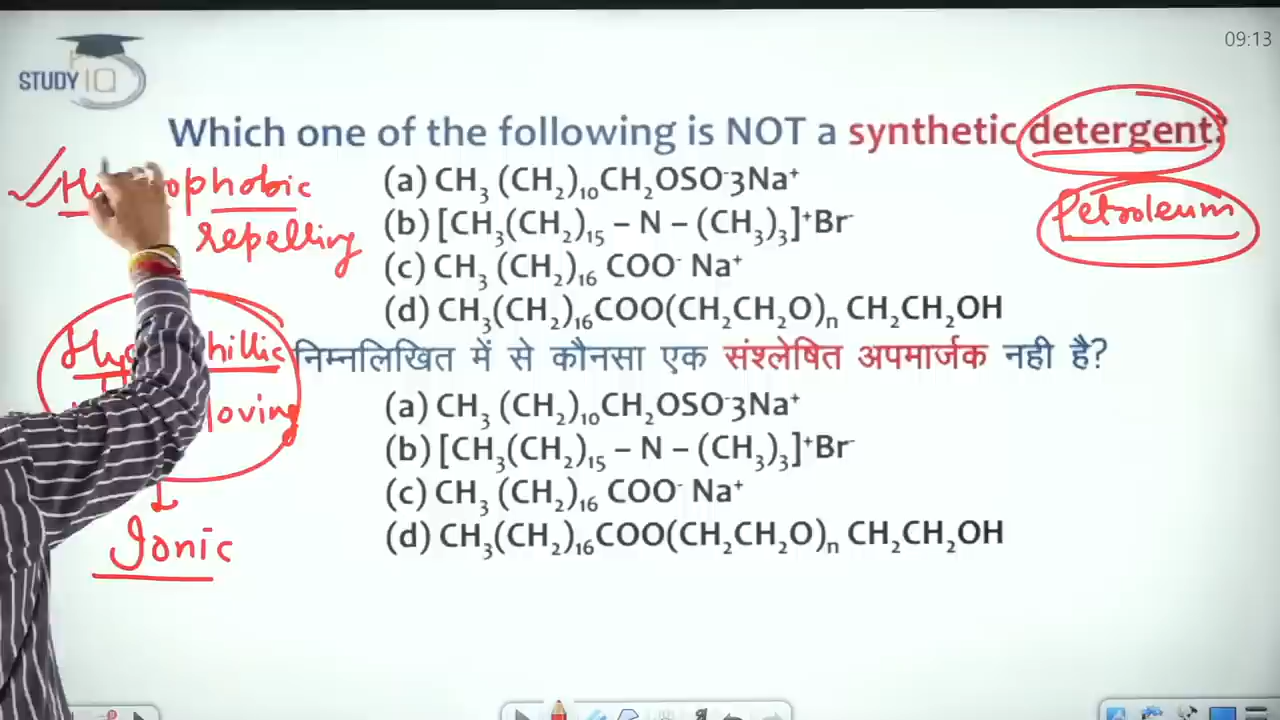 09:13
STUDY IQ
Which one of the following is NOT a synthetic detergent?
(a) CH₃ (CH₂)₁₀CH₂OSO⁻3Na⁺
(b) [CH₃(CH₂)₁₅ – N – (CH₃)₃]⁺Br⁻
(c) CH₃ (CH₂)₁₆ COO⁻ Na⁺
(d) CH₃(CH₂)₁₆COO(CH₂CH₂O)ₙ CH₂CH₂OH
Petroleum
repelling
निम्नलिखित में से कौनसा एक संश्लेषित अपमार्जक नही है?
(a) CH₃ (CH₂)₁₀CH₂OSO⁻3Na⁺
(b) [CH₃(CH₂)₁₅ – N – (CH₃)₃]⁺Br⁻
(c) CH₃ (CH₂)₁₆ COO⁻ Na⁺
(d) CH₃(CH₂)₁₆COO(CH₂CH₂O)ₙ CH₂CH₂OH
loving
Ionic